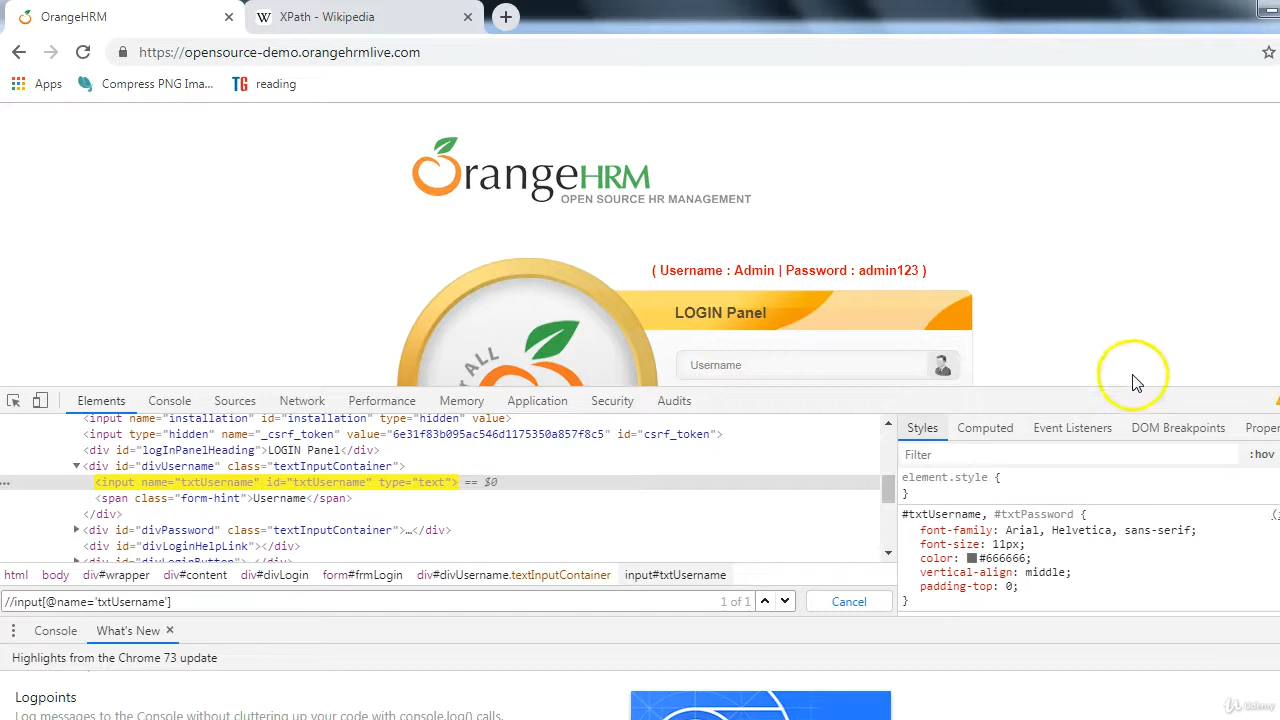 OrangeHRM
XPath - Wikipedia
https://opensource-demo.orangehrmlive.com
Apps Compress PNG Ima... TG reading
OrangeHRM
OPEN SOURCE HR MANAGEMENT
( Username : Admin | Password : admin123 )
LOGIN Panel
ALL
Username
Elements Console Sources Network Performance Memory Application Security Audits
<input name="installation" id="installation" type="hidden" value>
<input type="hidden" name="_csrf_token" value="6e31f83b095ac546d1175350a857f8c5" id="csrf_token">
<div id="logInPanelHeading">LOGIN Panel</div>
<div id="divUsername" class="textInputContainer">
... <input name="txtUsername" id="txtUsername" type="text"> == $0
<span class="form-hint">Username</span>
</div>
<div id="divPassword" class="textInputContainer">…</div>
<div id="divLoginHelpLink"></div>
<div id="divLoginButton"> </div>
html body div#wrapper div#content div#divLogin form#frmLogin div#divUsername.textInputContainer input#txtUsername
//input[@name='txtUsername'] 1 of 1 Cancel
Styles Computed Event Listeners DOM Breakpoints Proper
Filter :hov
element.style {
}
#txtUsername, #txtPassword {
font-family: Arial, Helvetica, sans-serif;
font-size: 11px;
color: #666666;
vertical-align: middle;
padding-top: 0;
}
Console What's New
Highlights from the Chrome 73 update
Logpoints
Log messages to the Console without cluttering up your code with console.log() calls.
Udemy